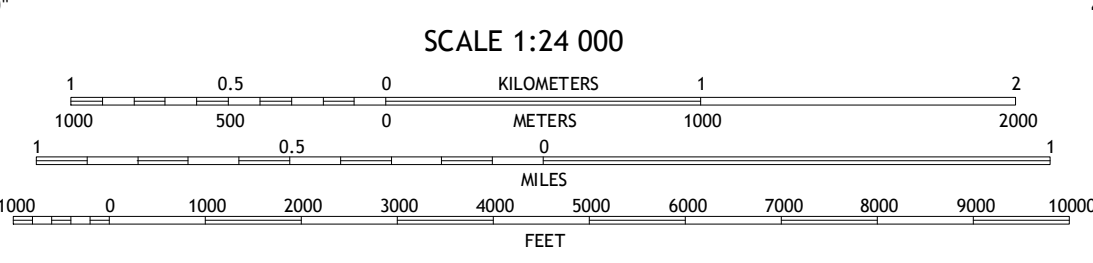 SCALE 1:24 000
1 0.5 0 KILOMETERS 1 2
1000 500 0 METERS 1000 2000
1 0.5 0 1
MILES
1000 0 1000 2000 3000 4000 5000 6000 7000 8000 9000 10000
FEET